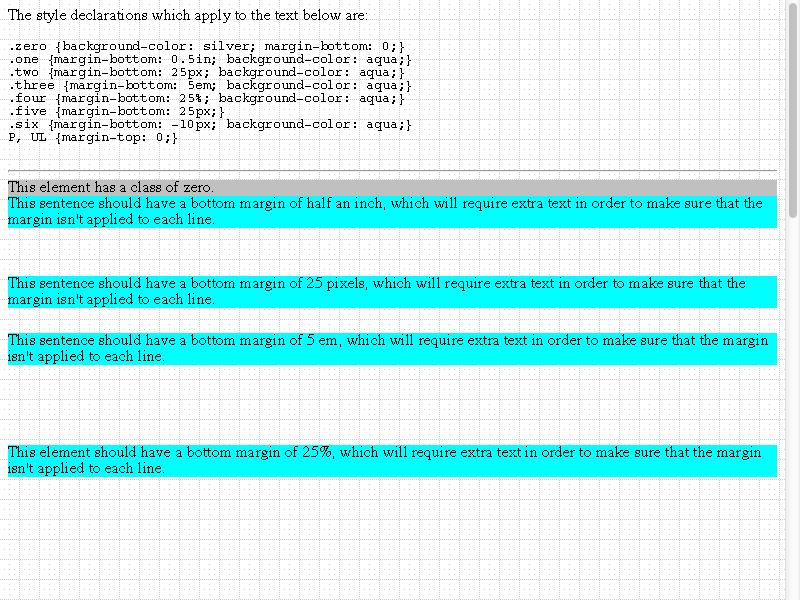 The style declarations which apply to the text below are:
.zero {background-color: silver; margin-bottom: 0;}
.one {margin-bottom: 0.5in; background-color: aqua;}
.two {margin-bottom: 25px; background-color: aqua;}
.three {margin-bottom: 5em; background-color: aqua;}
.four {margin-bottom: 25%; background-color: aqua;}
.five {margin-bottom: 25px;}
.six {margin-bottom: -10px; background-color: aqua;}
P, UL {margin-top: 0;}
This element has a class of zero.
This sentence should have a bottom margin of half an inch, which will require extra text in order to make sure that the
margin isn't applied to each line.
This sentence should have a bottom margin of 25 pixels, which will require extra text in order to make sure that the
margin isn't applied to each line.
This sentence should have a bottom margin of 5 em, which will require extra text in order to make sure that the margin
isn't applied to each line.
This element should have a bottom margin of 25%, which will require extra text in order to make sure that the margin
isn't applied to each line.